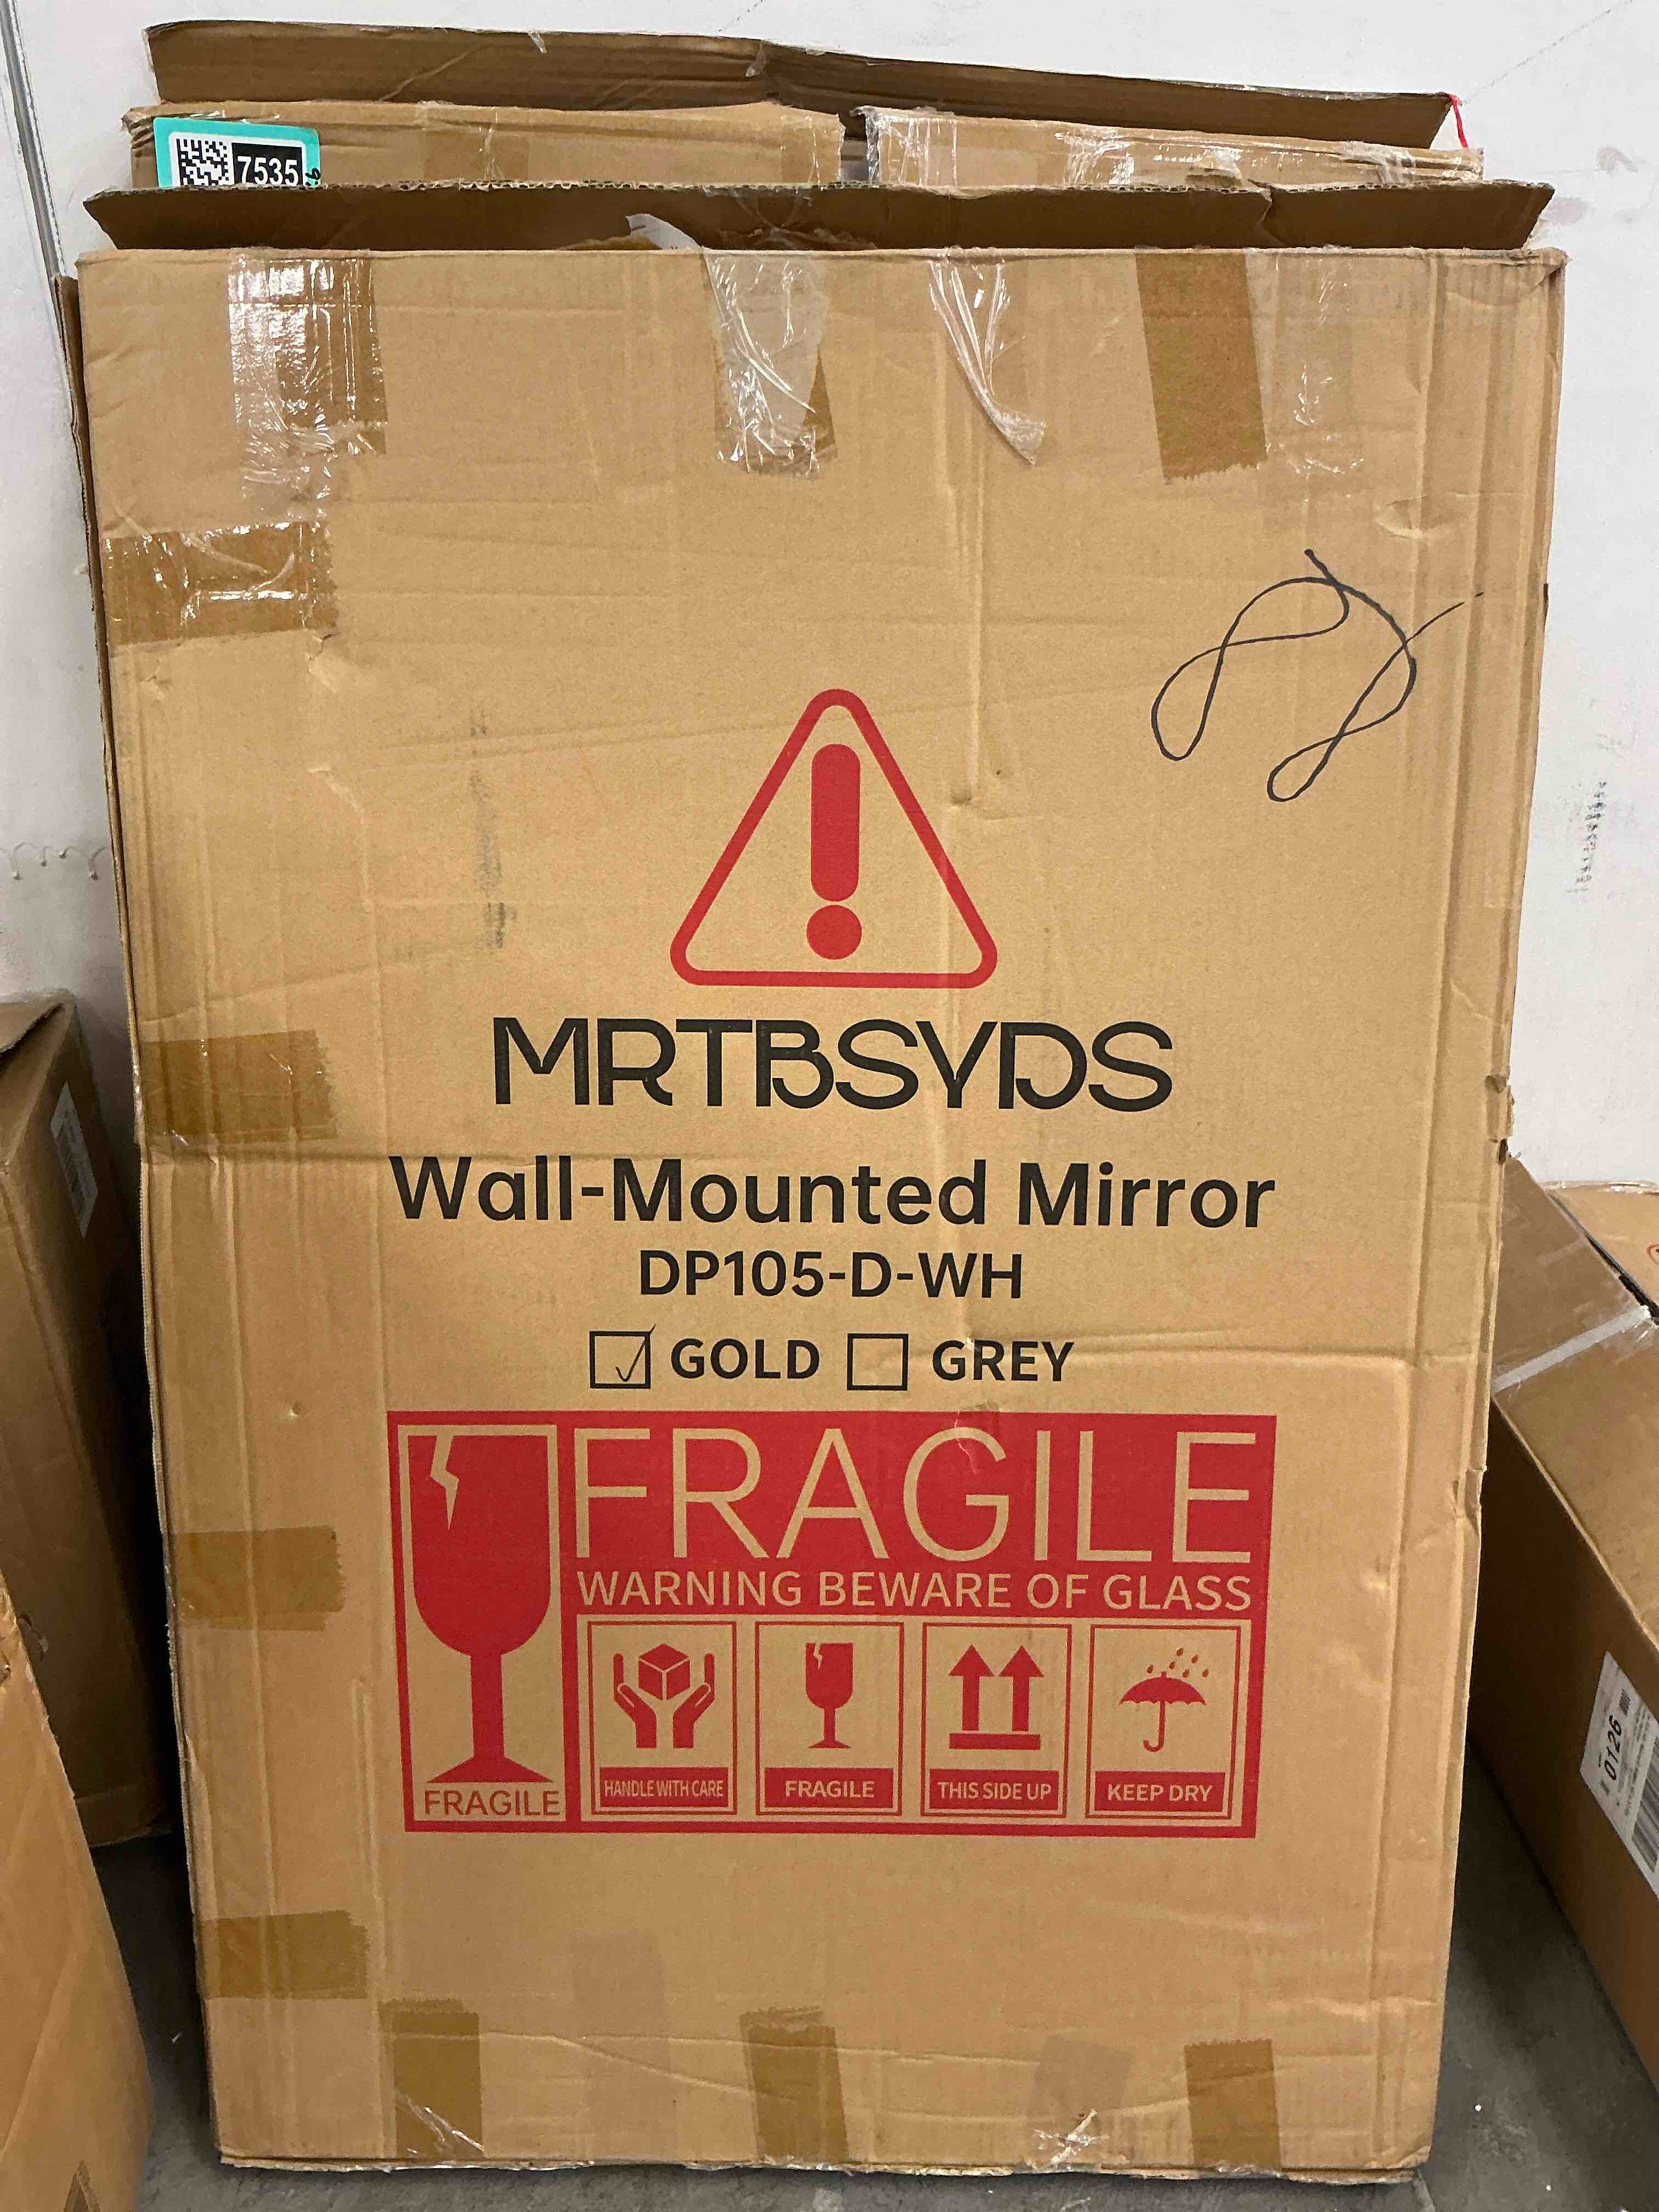 7535
MRTBSYDS
Wall-Mounted Mirror
DP105-D-WH
GOLD GREY
FRAGILE
WARNING BEWARE OF GLASS
FRAGILE
HANDLE WITH CARE
FRAGILE
THIS SIDE UP
KEEP DRY
0126